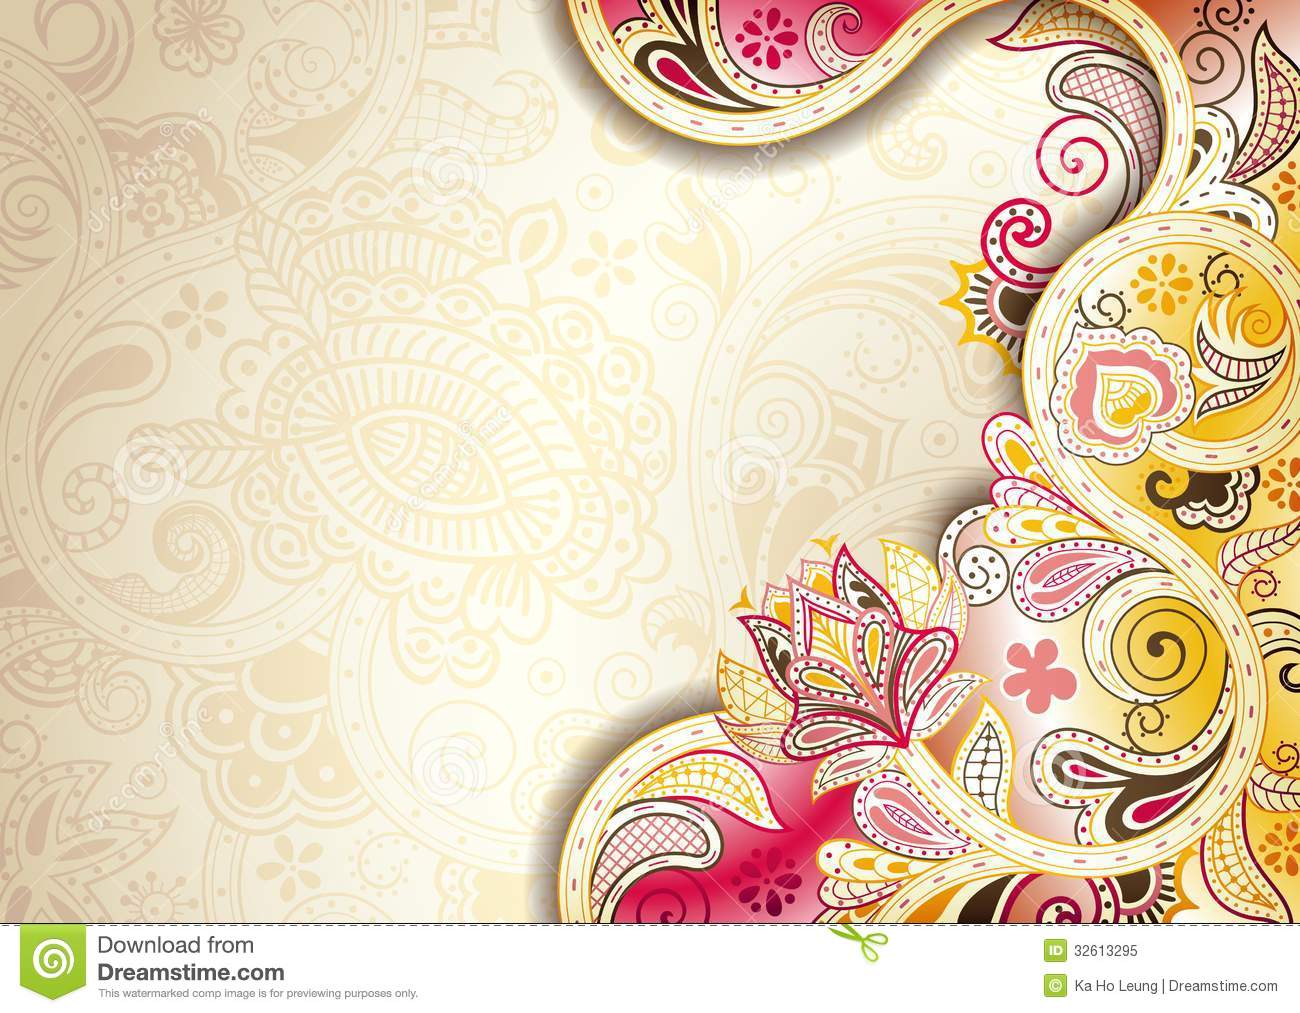 Download from
Dreamstime.com
This watermarked comp image is for previewing purposes only.
ID 32613295
© Ka Ho Leung | Dreamstime.com